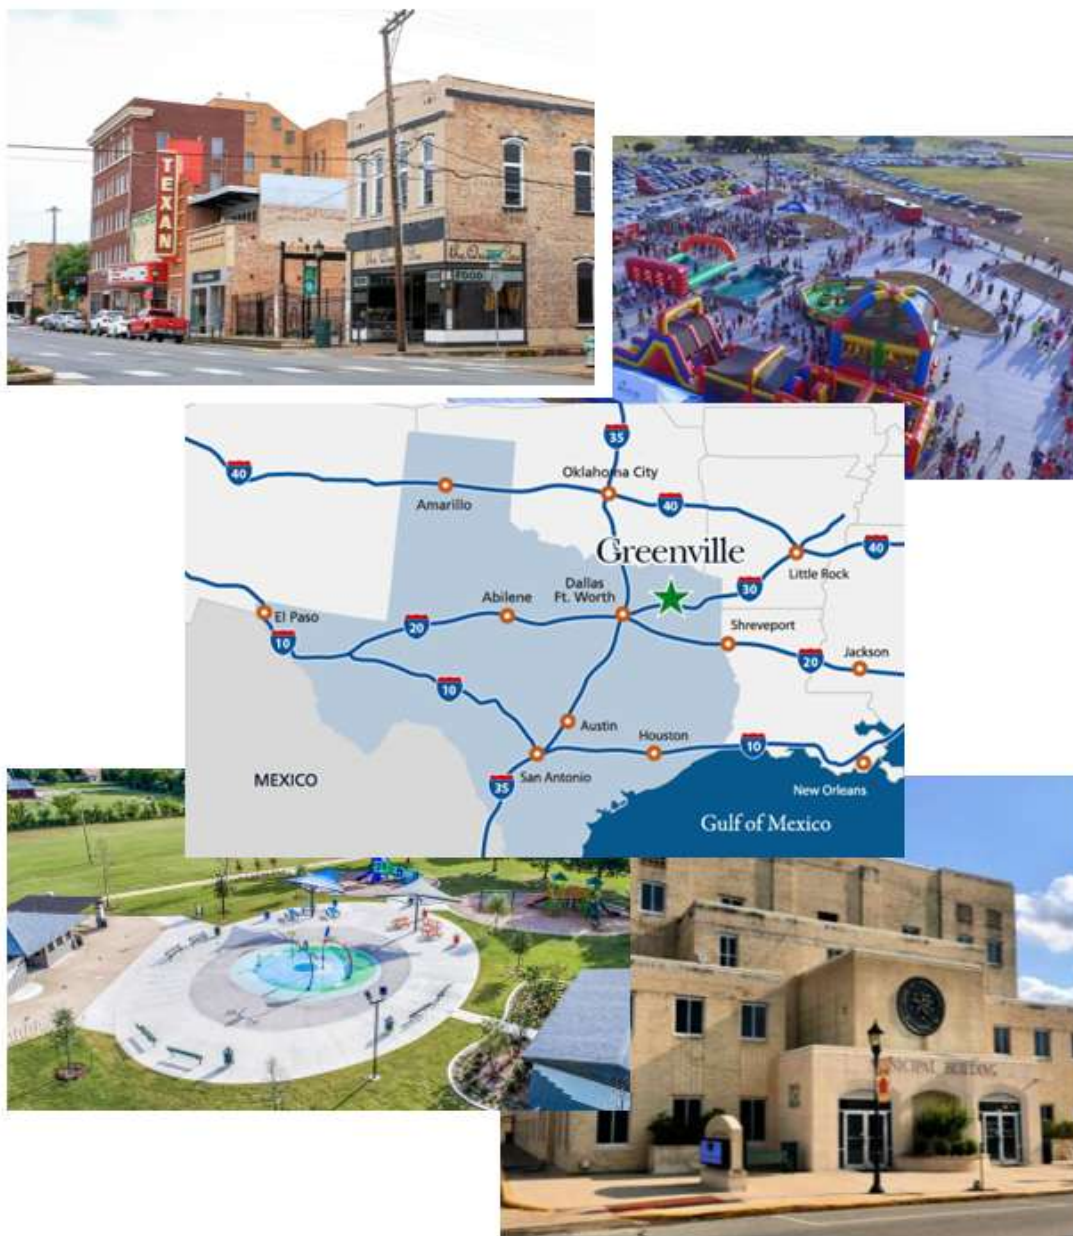 TEXAN
FOOD
35
40
Oklahoma City
Amarillo
40
Greenville
40
Little Rock
Dallas
Ft. Worth
30
Abilene
El Paso
20
Shreveport
10
Jackson
20
10
Austin
Houston
10
San Antonio
MEXICO
35
New Orleans
Gulf of Mexico
MUNICIPAL BUILDING